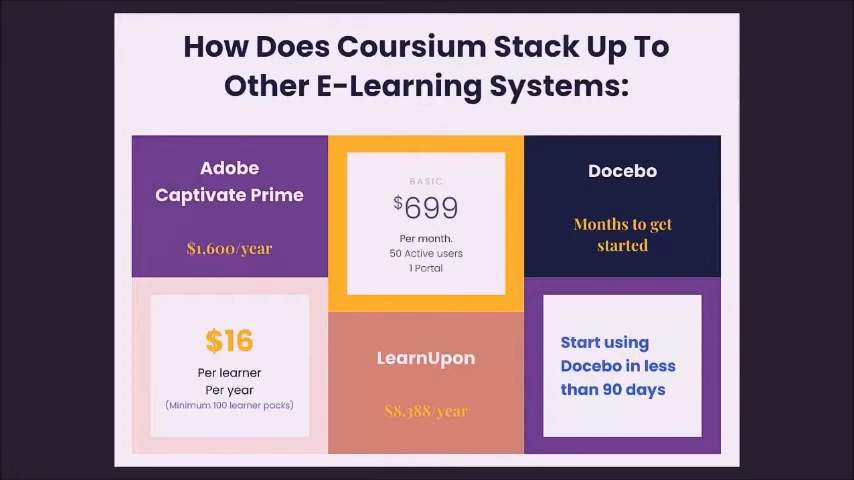 How Does Coursium Stack Up To
Other E-Learning Systems:
Adobe
Captivate Prime
$1,600/year
$16
Per learner
Per year
(Minimum 100 learner packs)
BASIC
$699
Per month.
50 Active users
1 Portal
LearnUpon
$8,388/year
Docebo
Months to get
started
Start using
Docebo in less
than 90 days